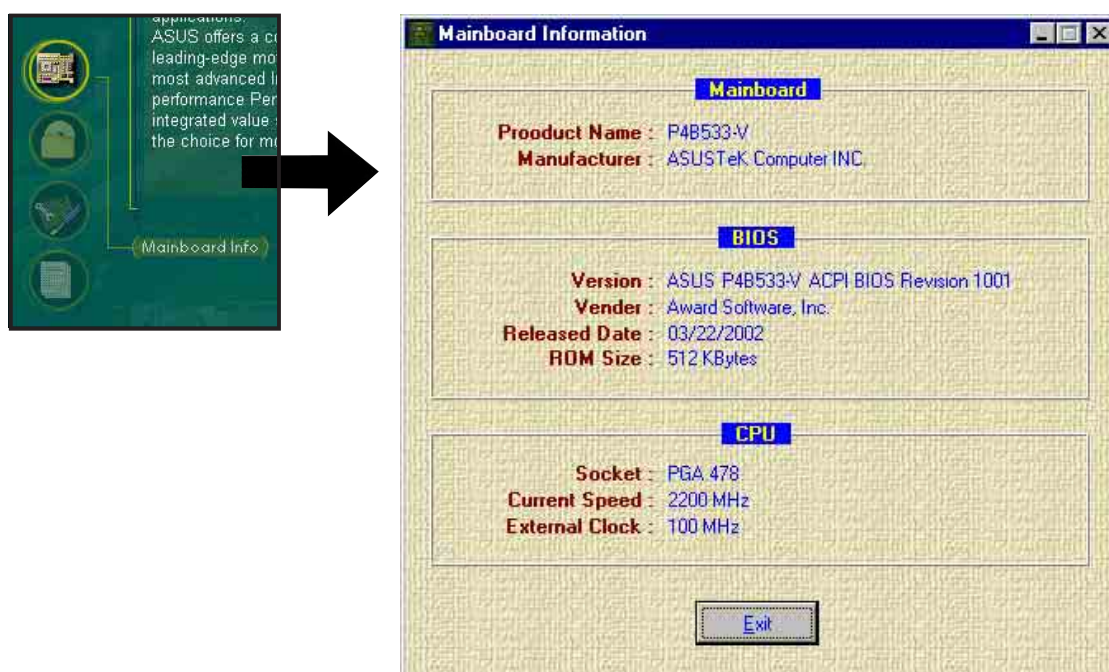 applications.
ASUS offers a co
leading-edge mo
most advanced I
performance Per
integrated value
the choice for mo
Mainboard Info
Mainboard Information
Mainboard
Prooduct Name : P4B533-V
Manufacturer : ASUSTeK Computer INC.
BIOS
Version : ASUS P4B533-V ACPI BIOS Revision 1001
Vender : Award Software, Inc.
Released Date : 03/22/2002
ROM Size : 512 KBytes
CPU
Socket : PGA 478
Current Speed : 2200 MHz
External Clock : 100 MHz
Exit